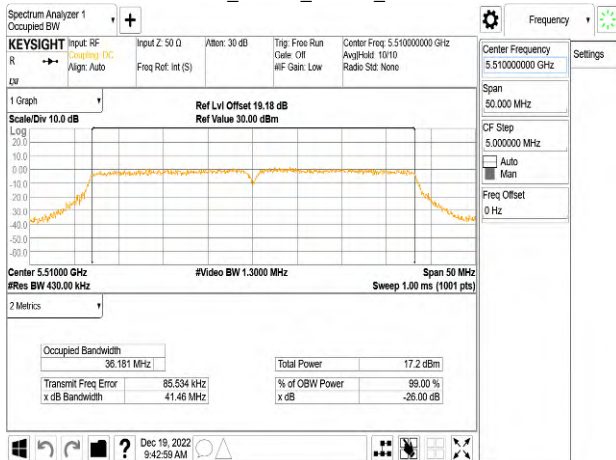 Spectrum Analyzer 1
Occupied BW
KEYSIGHT
R
Input: RF
Coupling: DC
Align: Auto
Input Z: 50 Ω
Freq Ref: Int (S)
Atten: 30 dB
Trig: Free Run
Gate: Off
#IF Gain: Low
Center Freq: 5.510000000 GHz
Avg|Hold: 10/10
Radio Std: None
Frequency
Center Frequency
5.510000000 GHz
Settings
Span
50.000 MHz
CF Step
5.000000 MHz
Auto
Man
Freq Offset
0 Hz
1 Graph
Scale/Div 10.0 dB
Ref Lvl Offset 19.18 dB
Ref Value 30.00 dBm
Log
20.0
10.0
0.00
-10.0
-20.0
-30.0
-40.0
-50.0
-60.0
Center 5.51000 GHz
#Res BW 430.00 kHz
#Video BW 1.3000 MHz
Span 50 MHz
Sweep 1.00 ms (1001 pts)
2 Metrics
Occupied Bandwidth
36.181 MHz
Total Power 17.2 dBm
Transmit Freq Error 85.534 kHz
% of OBW Power 99.00 %
x dB Bandwidth 41.46 MHz
x dB -26.00 dB
?
Dec 19, 2022
9:42:59 AM